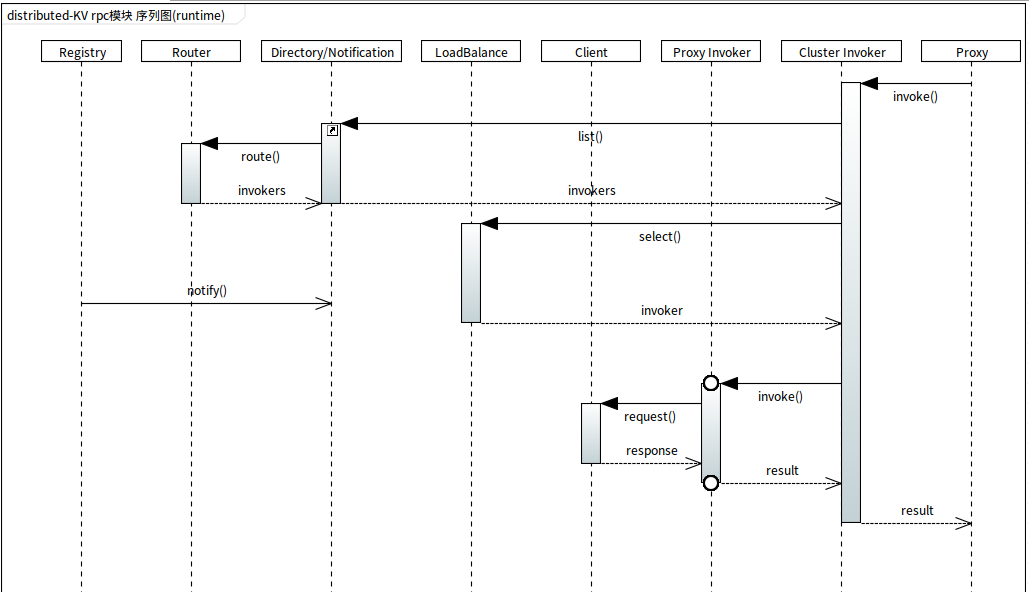 distributed-KV rpc模块 序列图(runtime)
Registry
Router
Directory/Notification
LoadBalance
Client
Proxy Invoker
Cluster Invoker
Proxy
invoke()
list()
route()
invokers
invokers
select()
notify()
invoker
invoke()
request()
response
result
result